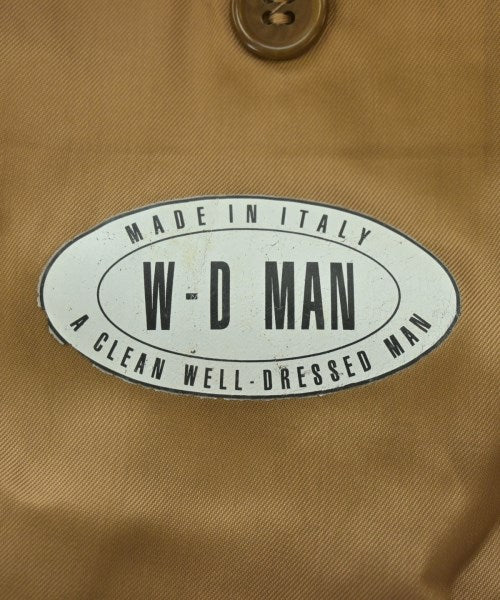 MADE IN ITALY
W-D MAN
A CLEAN WELL-DRESSED MAN